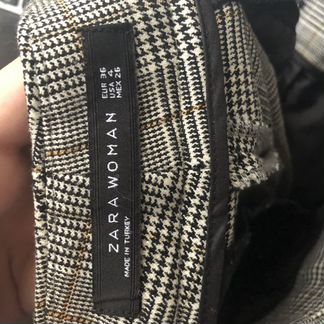 EUR 36
USA 4
MEX 26
ZARA WOMAN
MADE IN TURKEY